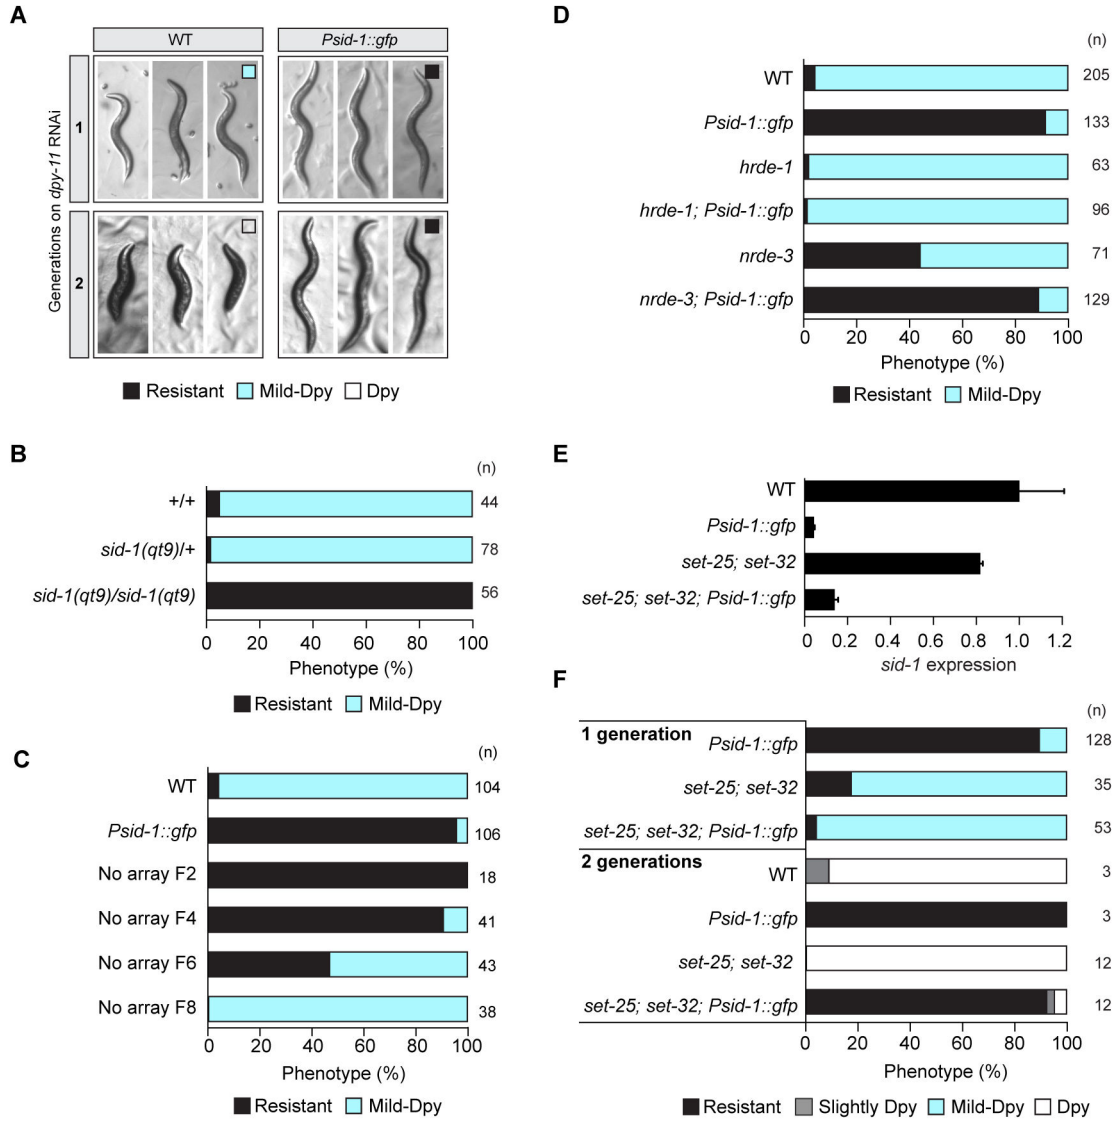 A
WT
Psid-1::gfp
Generations on dpy-11 RNAi
1
2
Resistant Mild-Dpy Dpy
B
(n)
+/+ 44
sid-1(qt9)/+ 78
sid-1(qt9)/sid-1(qt9) 56
0 20 40 60 80 100
Phenotype (%)
Resistant Mild-Dpy
C
(n)
WT 104
Psid-1::gfp 106
No array F2 18
No array F4 41
No array F6 43
No array F8 38
0 20 40 60 80 100
Phenotype (%)
Resistant Mild-Dpy
D
(n)
WT 205
Psid-1::gfp 133
hrde-1 63
hrde-1; Psid-1::gfp 96
nrde-3 71
nrde-3; Psid-1::gfp 129
0 20 40 60 80 100
Phenotype (%)
Resistant Mild-Dpy
E
WT
Psid-1::gfp
set-25; set-32
set-25; set-32; Psid-1::gfp
0 0.2 0.4 0.6 0.8 1.0 1.2
sid-1 expression
F
(n)
1 generation
Psid-1::gfp 128
set-25; set-32 35
set-25; set-32; Psid-1::gfp 53
2 generations
WT 3
Psid-1::gfp 3
set-25; set-32 12
set-25; set-32; Psid-1::gfp 12
0 20 40 60 80 100
Phenotype (%)
Resistant Slightly Dpy Mild-Dpy Dpy